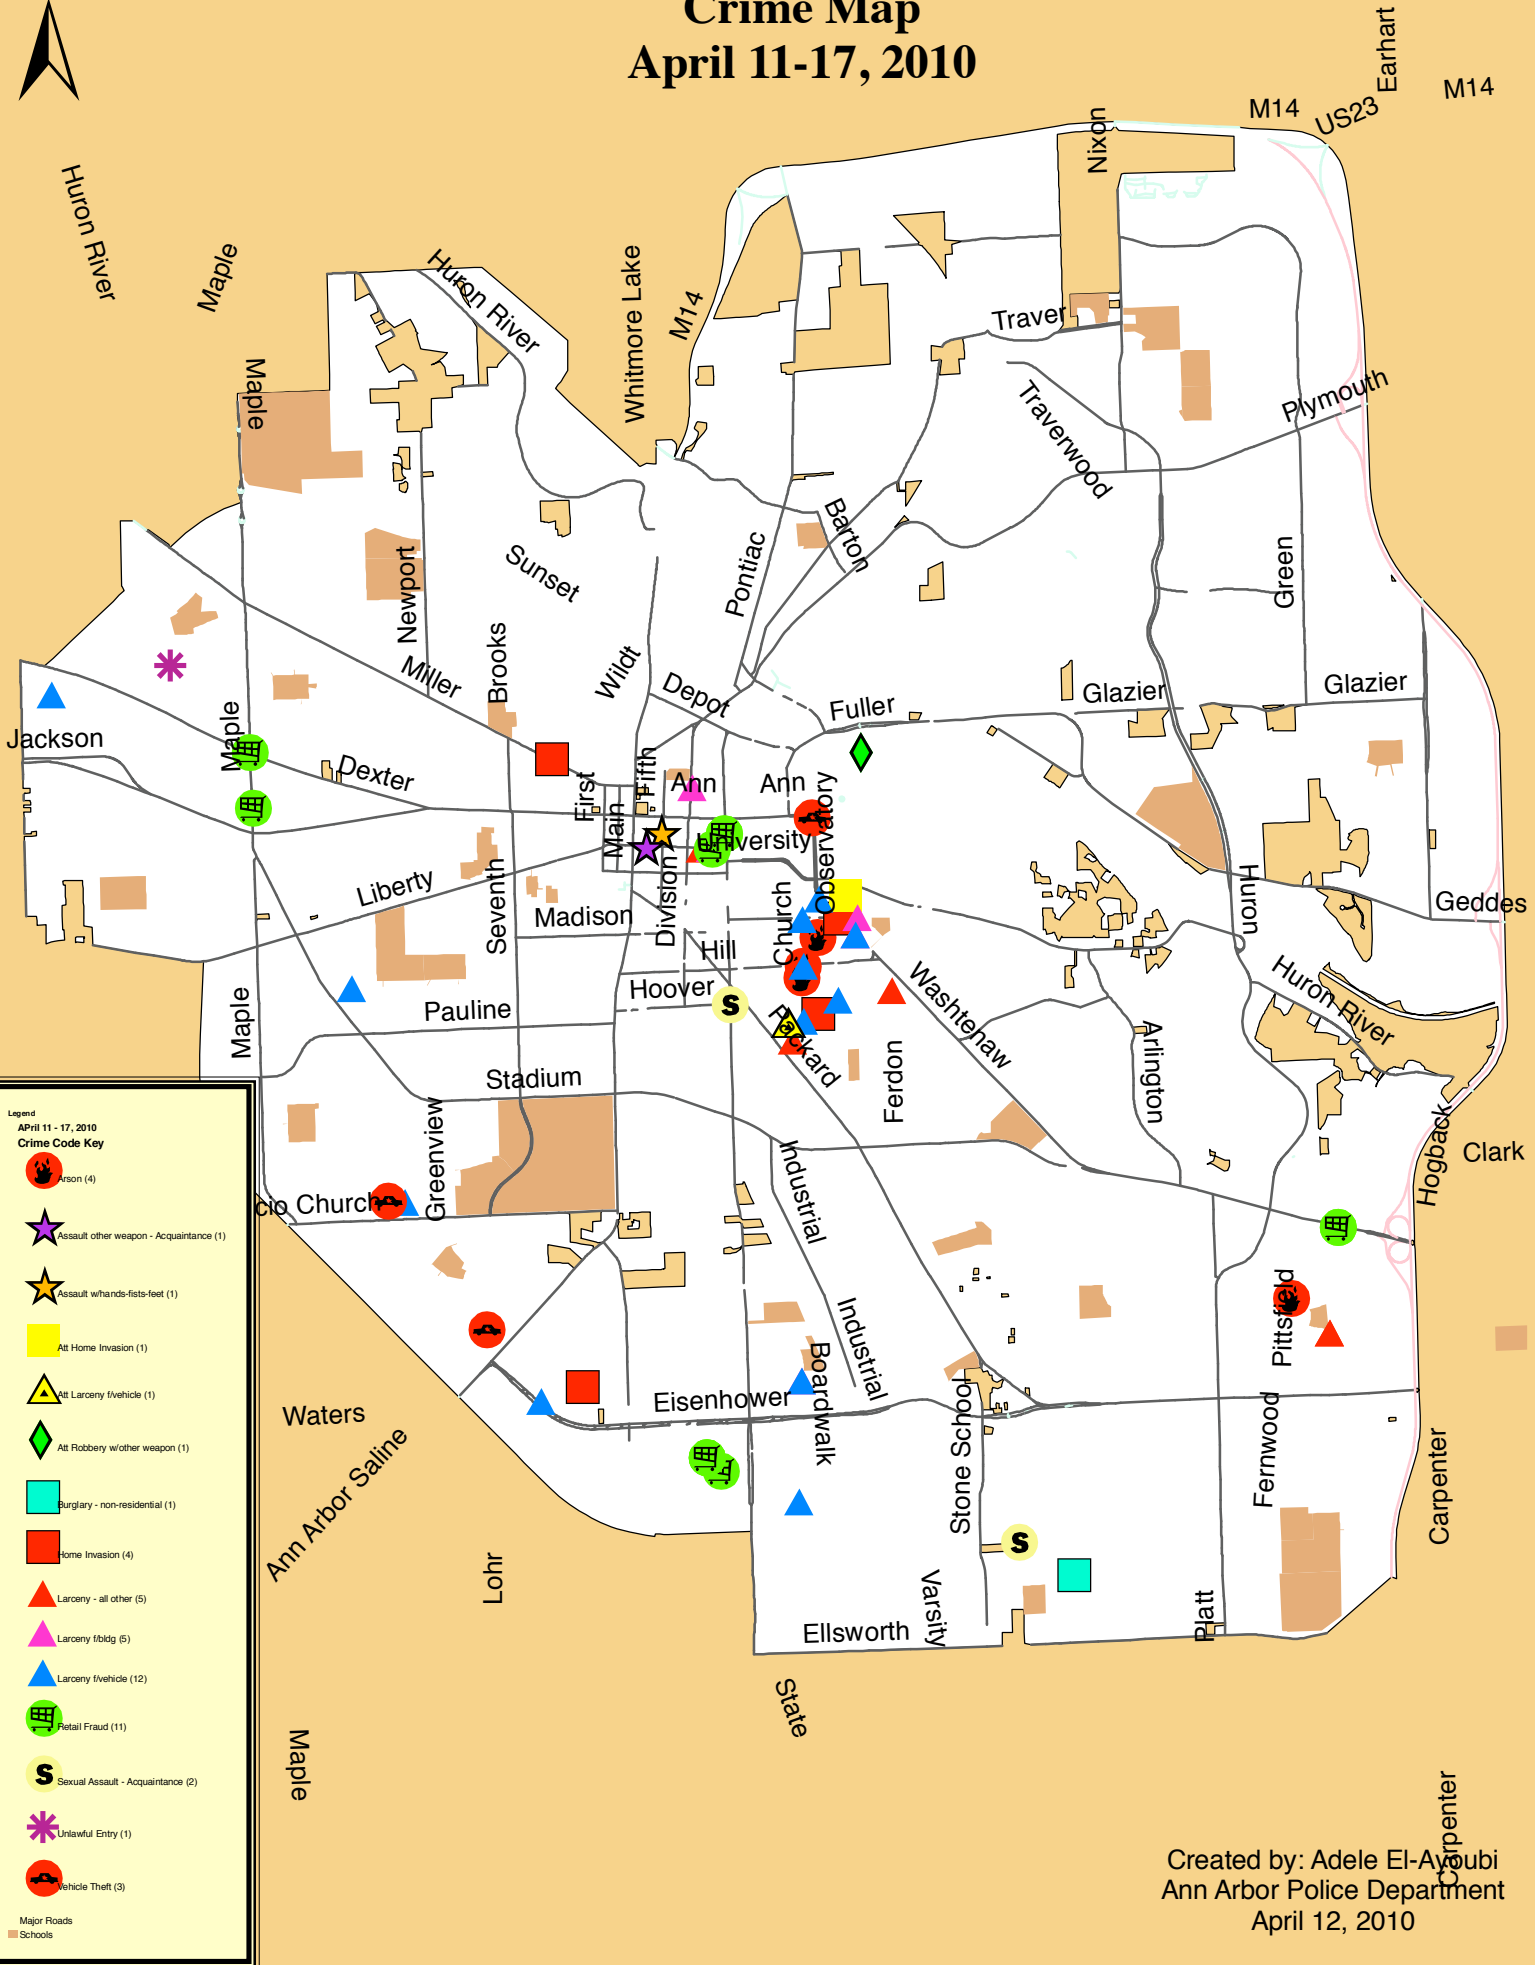 Crime Map
April 11-17, 2010
Earhart
M14
M14
US23
Nixon
Huron River
Maple
Huron River
Whitmore Lake
M14
Traver
Maple
Plymouth
Traverwood
Barton
Pontiac
Sunset
Newport
Green
Brooks
Wildt
Miller
Depot
Fuller
Glazier
Glazier
Jackson
Maple
Dexter
Fifth
First
Ann
Ann
Main
Observatory
University
Division
Liberty
Seventh
Madison
Church
Huron
Geddes
Hill
Hoover
Washtenaw
Huron River
Maple
Pauline
Packard
Ferdon
Arlington
Stadium
Greenview
Industrial
Hogback
Clark
cio Church
Industrial
Pittsfield
Boardwalk
Eisenhower
Waters
Ann Arbor Saline
Stone School
Fernwood
Carpenter
Lohr
Varsity
Platt
Ellsworth
State
Maple
Carpenter
Legend
APril 11 - 17, 2010
Crime Code Key
Arson (4)
Assault other weapon - Acquaintance (1)
Assault w/hands-fists-feet (1)
Att Home Invasion (1)
Att Larceny f/vehicle (1)
Att Robbery w/other weapon (1)
Burglary - non-residential (1)
Home Invasion (4)
Larceny - all other (5)
Larceny f/bldg (5)
Larceny f/vehicle (12)
Retail Fraud (11)
S
Sexual Assault - Acquaintance (2)
Unlawful Entry (1)
Vehicle Theft (3)
Major Roads
Schools
S
S
Created by: Adele El-Ayoubi
Ann Arbor Police Department
April 12, 2010